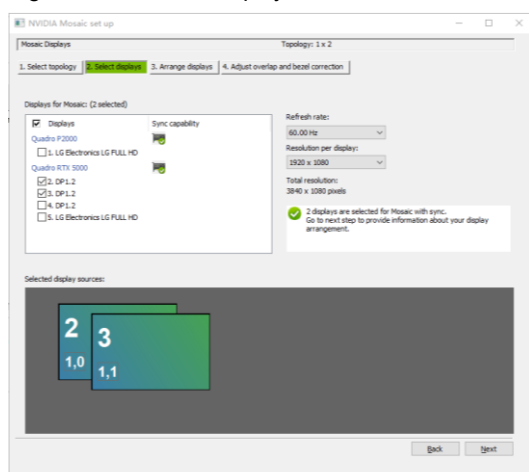 NVIDIA Mosaic set up
Mosaic Displays
Topology: 1 x 2
1. Select topology
2. Select displays
3. Arrange displays
4. Adjust overlap and bezel correction
Displays for Mosaic: (2 selected)
Displays
Sync capability
Quadro P2000
1. LG Electronics LG FULL HD
Quadro RTX 5000
2. DP1.2
3. DP1.2
4. DP1.2
5. LG Electronics LG FULL HD
Refresh rate:
60.00 Hz
Resolution per display:
1920 x 1080
Total resolution:
3840 x 1080 pixels
2 displays are selected for Mosaic with sync.
Go to next step to provide information about your display
arrangement.
Selected display sources:
2
1,0
3
1,1
Back
Next